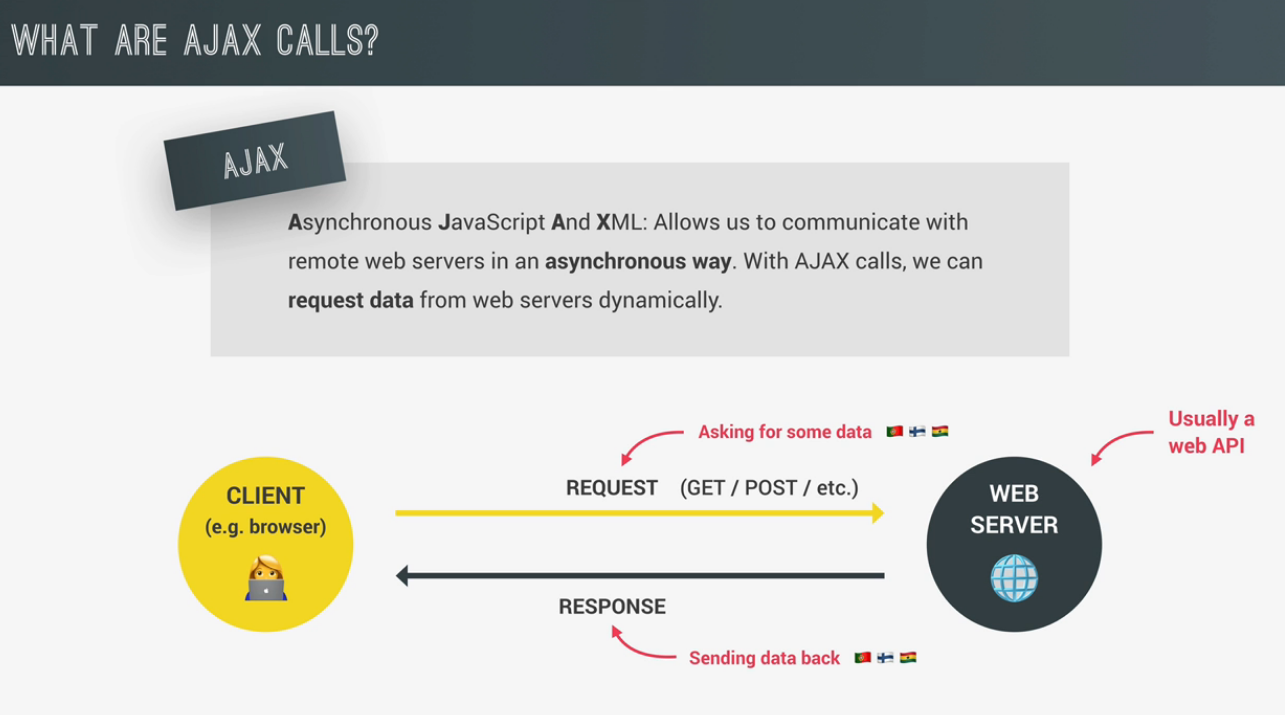 WHAT ARE AJAX CALLS?
AJAX
Asynchronous JavaScript And XML: Allows us to communicate with
remote web servers in an asynchronous way. With AJAX calls, we can
request data from web servers dynamically.
Usually a
web API
Asking for some data
CLIENT
(e.g. browser)
REQUEST (GET / POST / etc.)
WEB
SERVER
RESPONSE
Sending data back